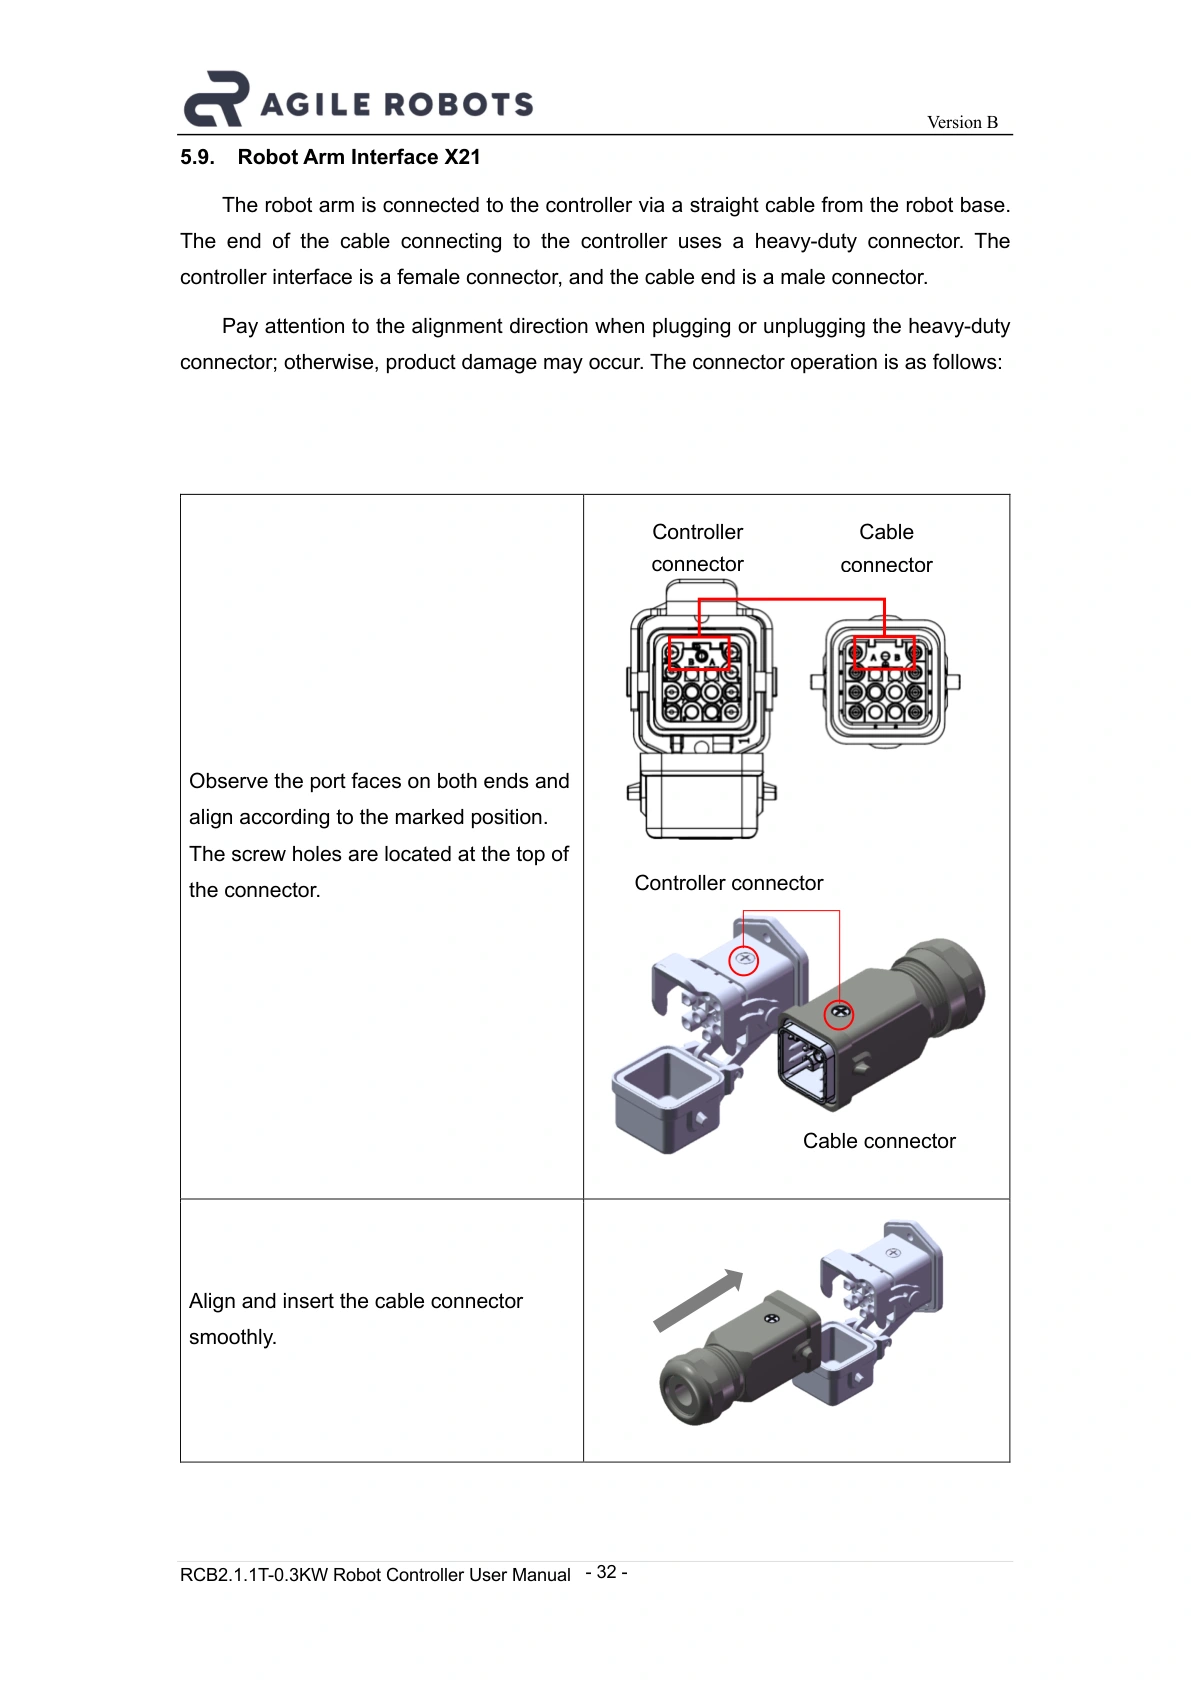 AGILE ROBOTS
Version B
5.9. Robot Arm Interface X21
The robot arm is connected to the controller via a straight cable from the robot base.
The end of the cable connecting to the controller uses a heavy-duty connector. The
controller interface is a female connector, and the cable end is a male connector.
Pay attention to the alignment direction when plugging or unplugging the heavy-duty
connector; otherwise, product damage may occur. The connector operation is as follows:
Observe the port faces on both ends and
align according to the marked position.
The screw holes are located at the top of
the connector.
Controller
connector
Cable
connector
B A
A B
1
Controller connector
Cable connector
Align and insert the cable connector
smoothly.
RCB2.1.1T-0.3KW Robot Controller User Manual - 32 -